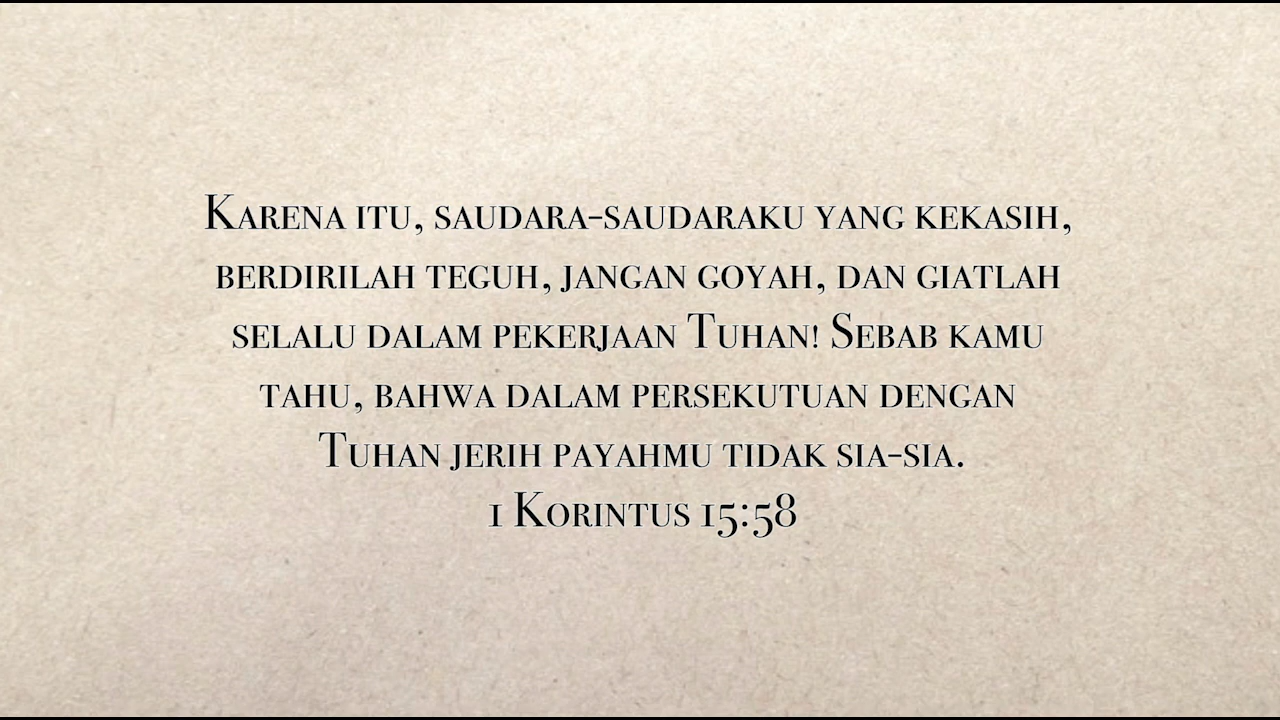 Karena itu, saudara-saudaraku yang kekasih,
berdirilah teguh, jangan goyah, dan giatlah
selalu dalam pekerjaan Tuhan! Sebab kamu
tahu, bahwa dalam persekutuan dengan
Tuhan jerih payahmu tidak sia-sia.
1 Korintus 15:58